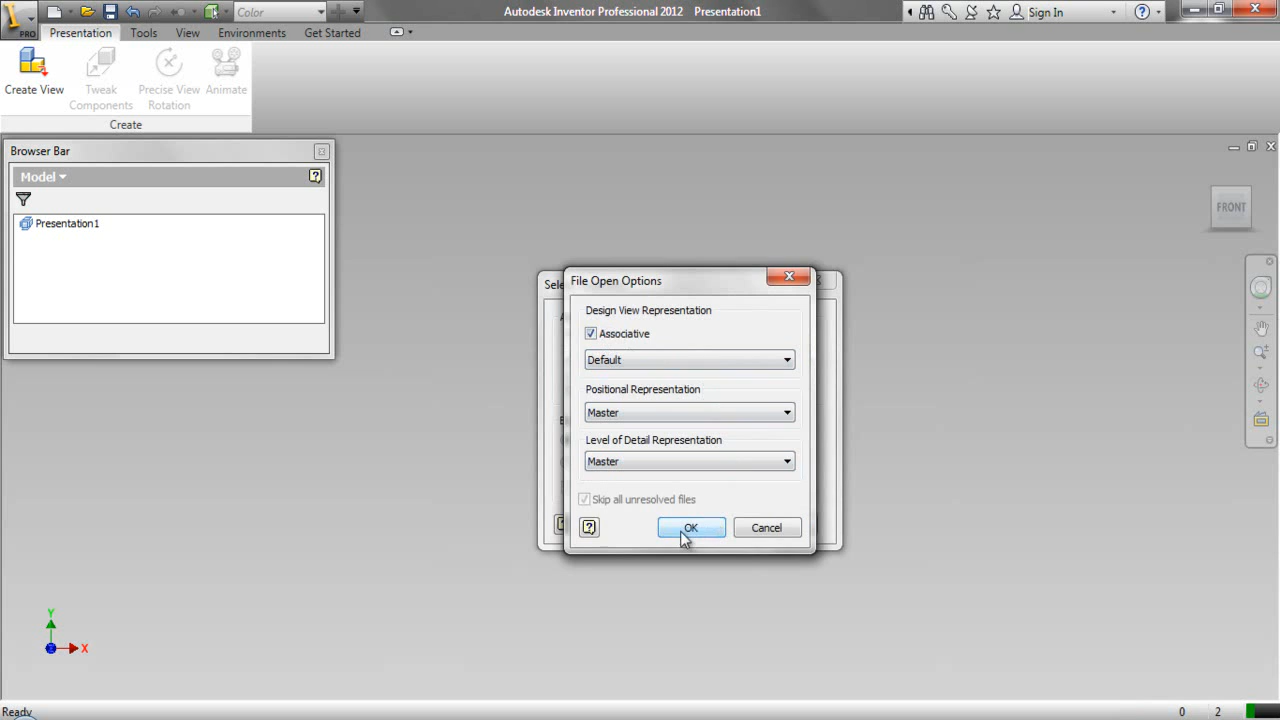 Color
Autodesk Inventor Professional 2012 Presentation1
Sign In
PRO
Presentation Tools View Environments Get Started
Create View
Tweak Components
Precise View Rotation
Animate
Create
Browser Bar
Model
Presentation1
FRONT
File Open Options
Design View Representation
Associative
Default
Positional Representation
Master
Level of Detail Representation
Master
Skip all unresolved files
OK Cancel
Y
X
Ready
0 2